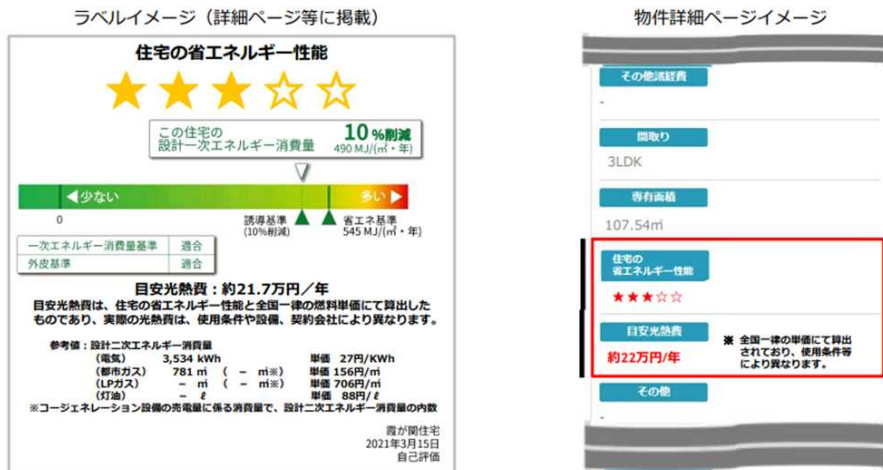 ラベルイメージ（詳細ページ等に掲載）
住宅の省エネルギー性能
★★★☆☆
この住宅の
設計一次エネルギー消費量
10%削減
490 MJ/(㎡・年)
◀少ない
多い▶
0
誘導基準
(10%削減)
省エネ基準
545 MJ/(㎡・年)
一次エネルギー消費量基準 適合
外皮基準 適合
目安光熱費：約21.7万円／年
目安光熱費は、住宅の省エネルギー性能と全国一律の燃料単価にて算出した
ものであり、実際の光熱費は、使用条件や設備、契約会社により異なります。
参考値：設計二次エネルギー消費量
（電気） 3,534 kWh 単価 27円/KWh
（都市ガス） 781 ㎥ （ － ㎥※） 単価 156円/㎥
（LPガス） － ㎥ （ － ㎥※） 単価 706円/㎥
（灯油） － ℓ 単価 88円/ℓ
※コージェネレーション設備の売電量に係る消費量で、設計二次エネルギー消費量の内数
霞が関住宅
2021年3月15日
自己評価
物件詳細ページイメージ
その他諸経費
-
間取り
3LDK
専有面積
107.54㎡
住宅の
省エネルギー性能
★★★☆☆
目安光熱費
約22万円/年
※ 全国一律の単価にて算出
されており、使用条件等
により異なります。
その他
-